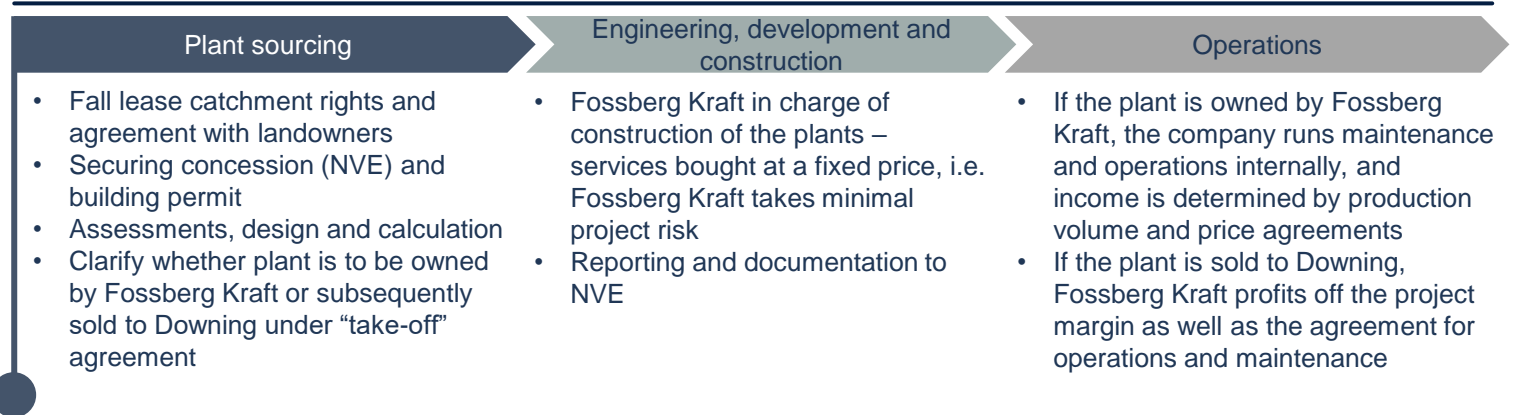 Plant sourcing
• Fall lease catchment rights and
agreement with landowners
• Securing concession (NVE) and
building permit
• Assessments, design and calculation
• Clarify whether plant is to be owned
by Fossberg Kraft or subsequently
sold to Downing under “take-off”
agreement
Engineering, development and
construction
• Fossberg Kraft in charge of
construction of the plants –
services bought at a fixed price, i.e.
Fossberg Kraft takes minimal
project risk
• Reporting and documentation to
NVE
Operations
• If the plant is owned by Fossberg
Kraft, the company runs maintenance
and operations internally, and
income is determined by production
volume and price agreements
• If the plant is sold to Downing,
Fossberg Kraft profits off the project
margin as well as the agreement for
operations and maintenance